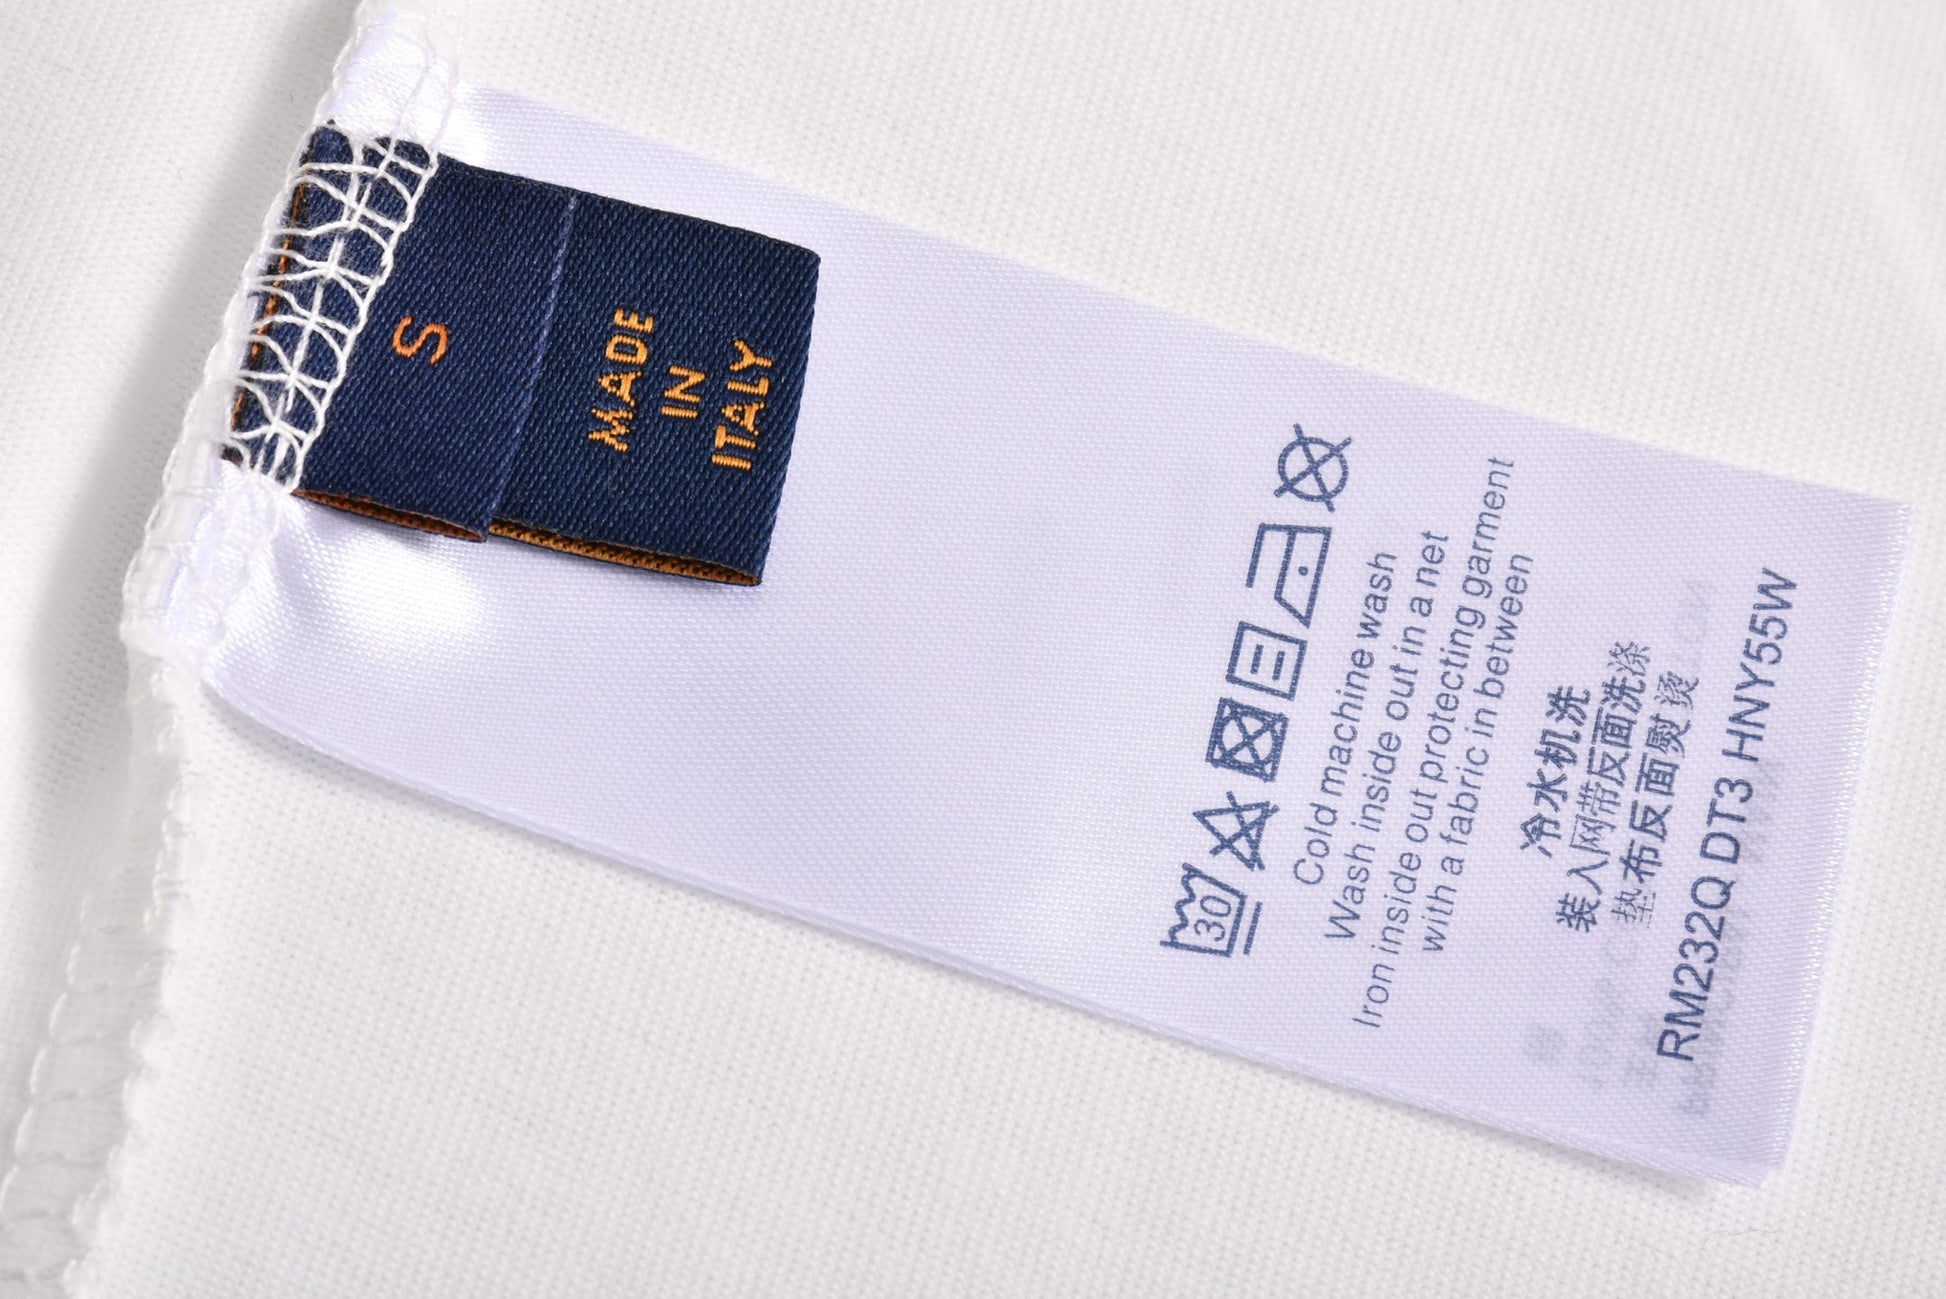 S
MADE
IN
ITALY
30
Cold machine wash
Wash inside out in a net
Iron inside out protecting garment
with a fabric in between
冷水机洗
装入网带反面洗涤
垫布反面熨烫
RM232Q DT3 HNY55W